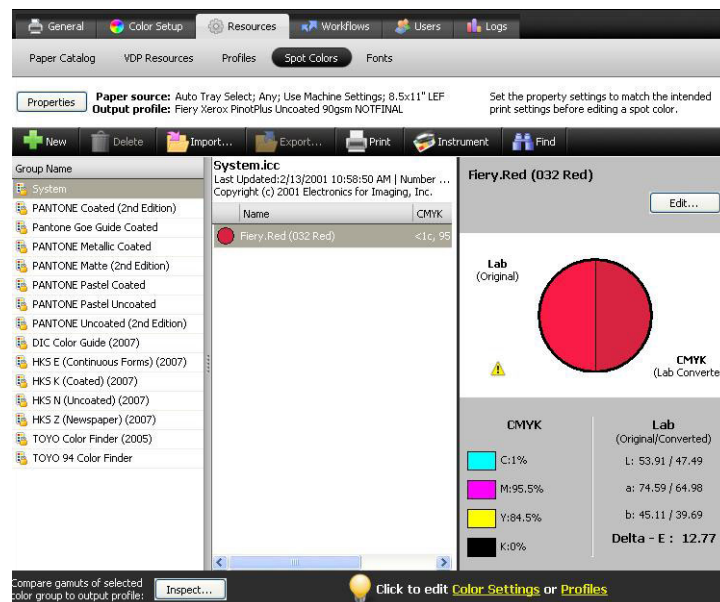 General Color Setup Resources Workflows Users Logs
Paper Catalog VDP Resources Profiles Spot Colors Fonts
Properties
Paper source: Auto Tray Select; Any; Use Machine Settings; 8.5x11" LEF
Output profile: Fiery Xerox PinotPlus Uncoated 90gsm NOTFINAL
Set the property settings to match the intended
print settings before editing a spot color.
New Delete Import... Export... Print Instrument Find
Group Name
System
PANTONE Coated (2nd Edition)
Pantone Goe Guide Coated
PANTONE Metallic Coated
PANTONE Matte (2nd Edition)
PANTONE Pastel Coated
PANTONE Pastel Uncoated
PANTONE Uncoated (2nd Edition)
DIC Color Guide (2007)
HKS E (Continuous Forms) (2007)
HKS K (Coated) (2007)
HKS N (Uncoated) (2007)
HKS Z (Newspaper) (2007)
TOYO Color Finder (2005)
TOYO 94 Color Finder
System.icc
Last Updated:2/13/2001 10:58:50 AM | Number ...
Copyright (c) 2001 Electronics for Imaging, Inc.
Name CMYK
Fiery.Red (032 Red) <1c, 95
Fiery.Red (032 Red)
Edit...
Lab
(Original)
CMYK
(Lab Converte
CMYK
C:1%
M:95.5%
Y:84.5%
K:0%
Lab
(Original/Converted)
L: 53.91 / 47.49
a: 74.59 / 64.98
b: 45.11 / 39.69
Delta - E : 12.77
Compare gamuts of selected
color group to output profile:
Inspect...
Click to edit Color Settings or Profiles